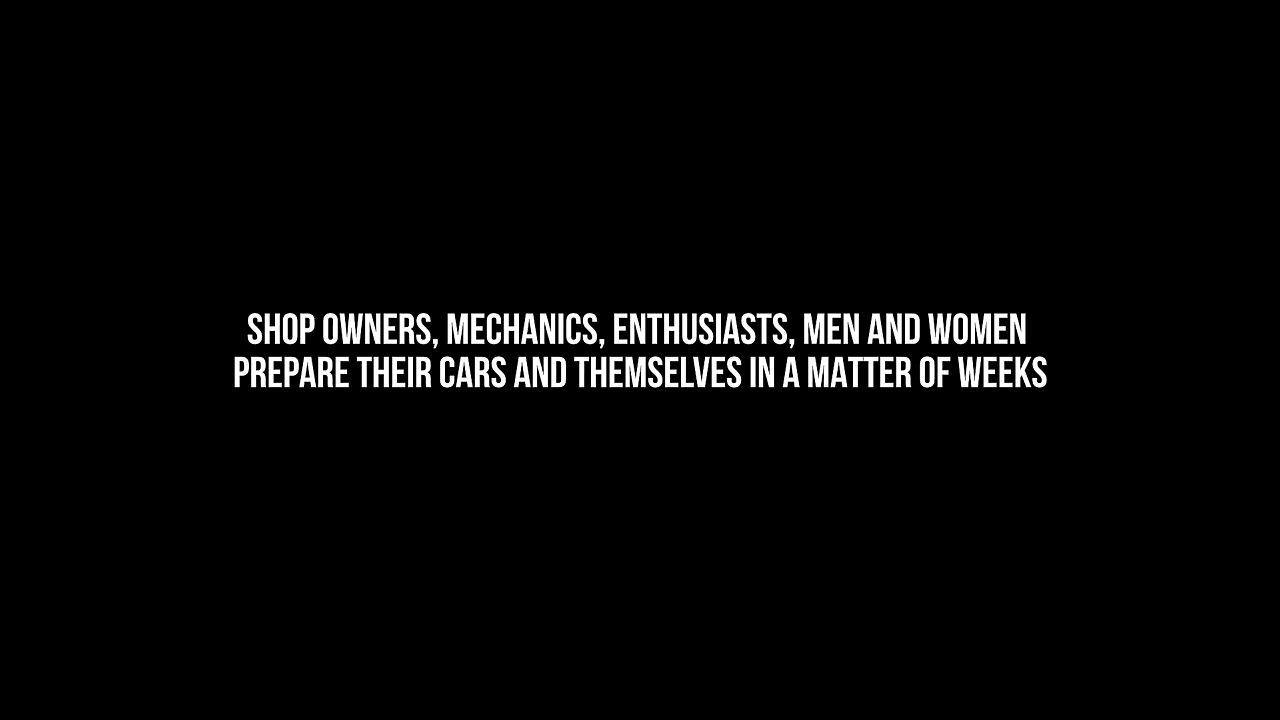 SHOP OWNERS, MECHANICS, ENTHUSIASTS, MEN AND WOMEN
PREPARE THEIR CARS AND THEMSELVES IN A MATTER OF WEEKS